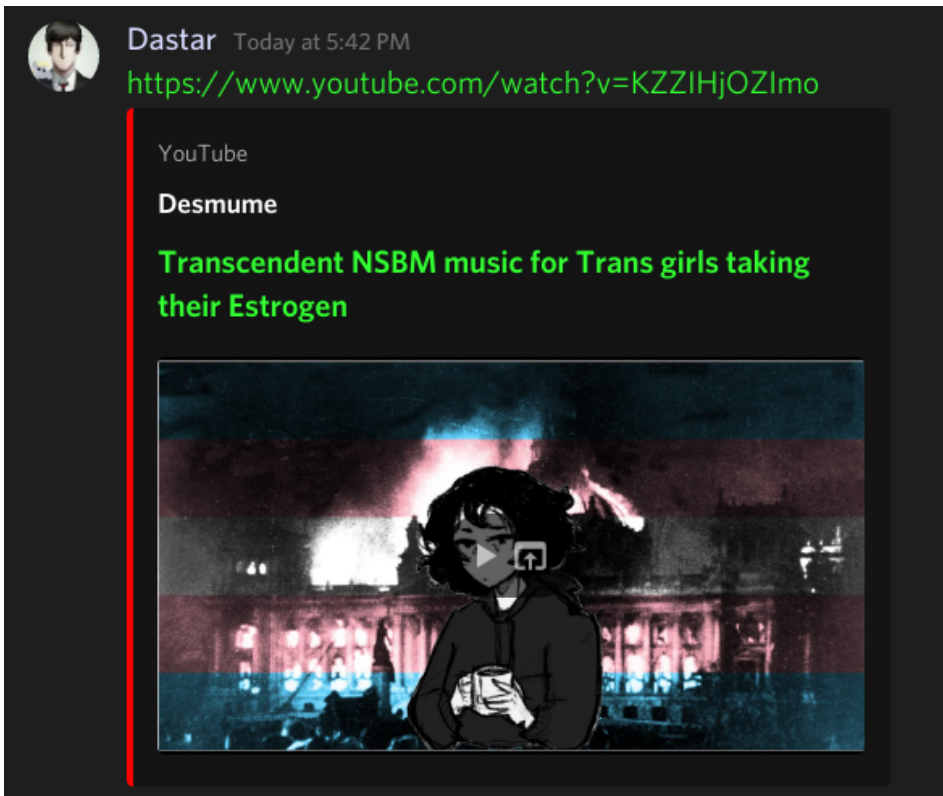 Dastar Today at 5:42 PM
https://www.youtube.com/watch?v=KZZIHjOZImo
YouTube
Desmume
Transcendent NSBM music for Trans girls taking
their Estrogen